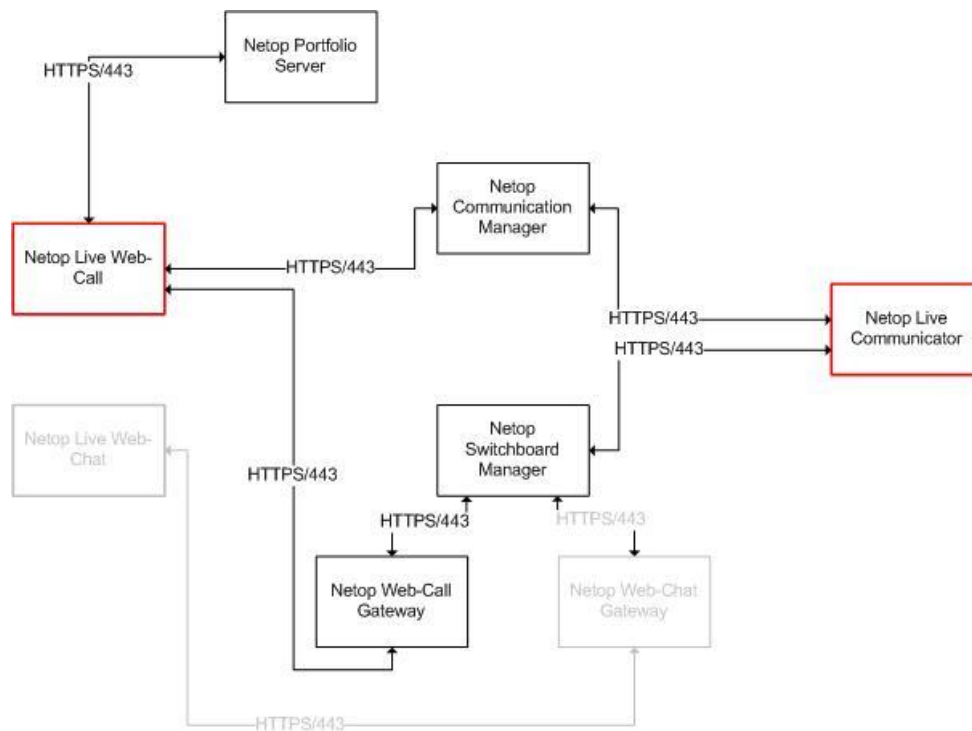 Netop Portfolio
Server
HTTPS/443
Netop
Communication
Manager
Netop Live Web-
Call
HTTPS/443
HTTPS/443
Netop Live
Communicator
HTTPS/443
Netop
Switchboard
Manager
Netop Live Web-
Chat
HTTPS/443
HTTPS/443
HTTPS/443
Netop Web-Call
Gateway
Netop Web-Chat
Gateway
HTTPS/443